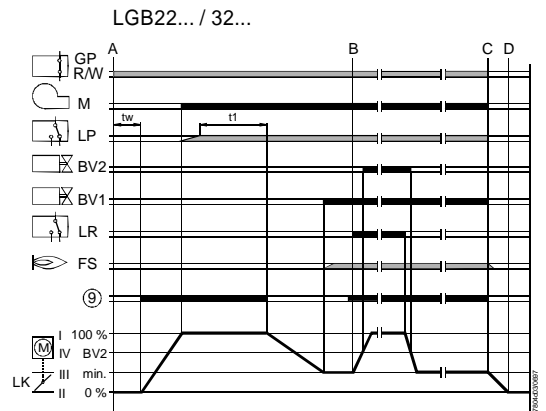 LGB22... / 32...
A B C D
GP
R/W
M
tw t1
LP
BV2
BV1
LR
FS
9
M I 100 %
IV BV2
LK III min.
II 0 %
7804d03/0697